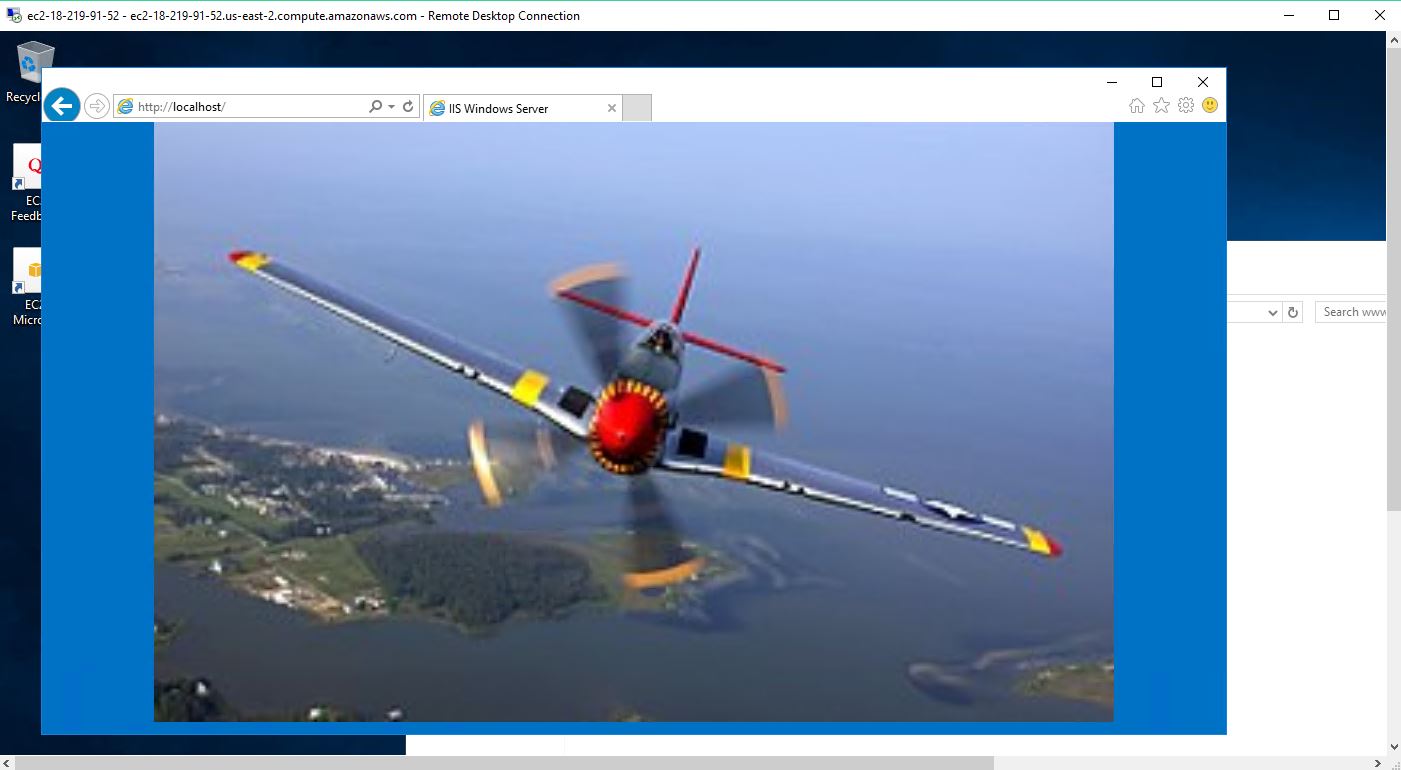 ec2-18-219-91-52 - ec2-18-219-91-52.us-east-2.compute.amazonaws.com - Remote Desktop Connection
Recycl
http://localhost/
IIS Windows Server
Q
EC
Feedb
EC
Micro
Search www